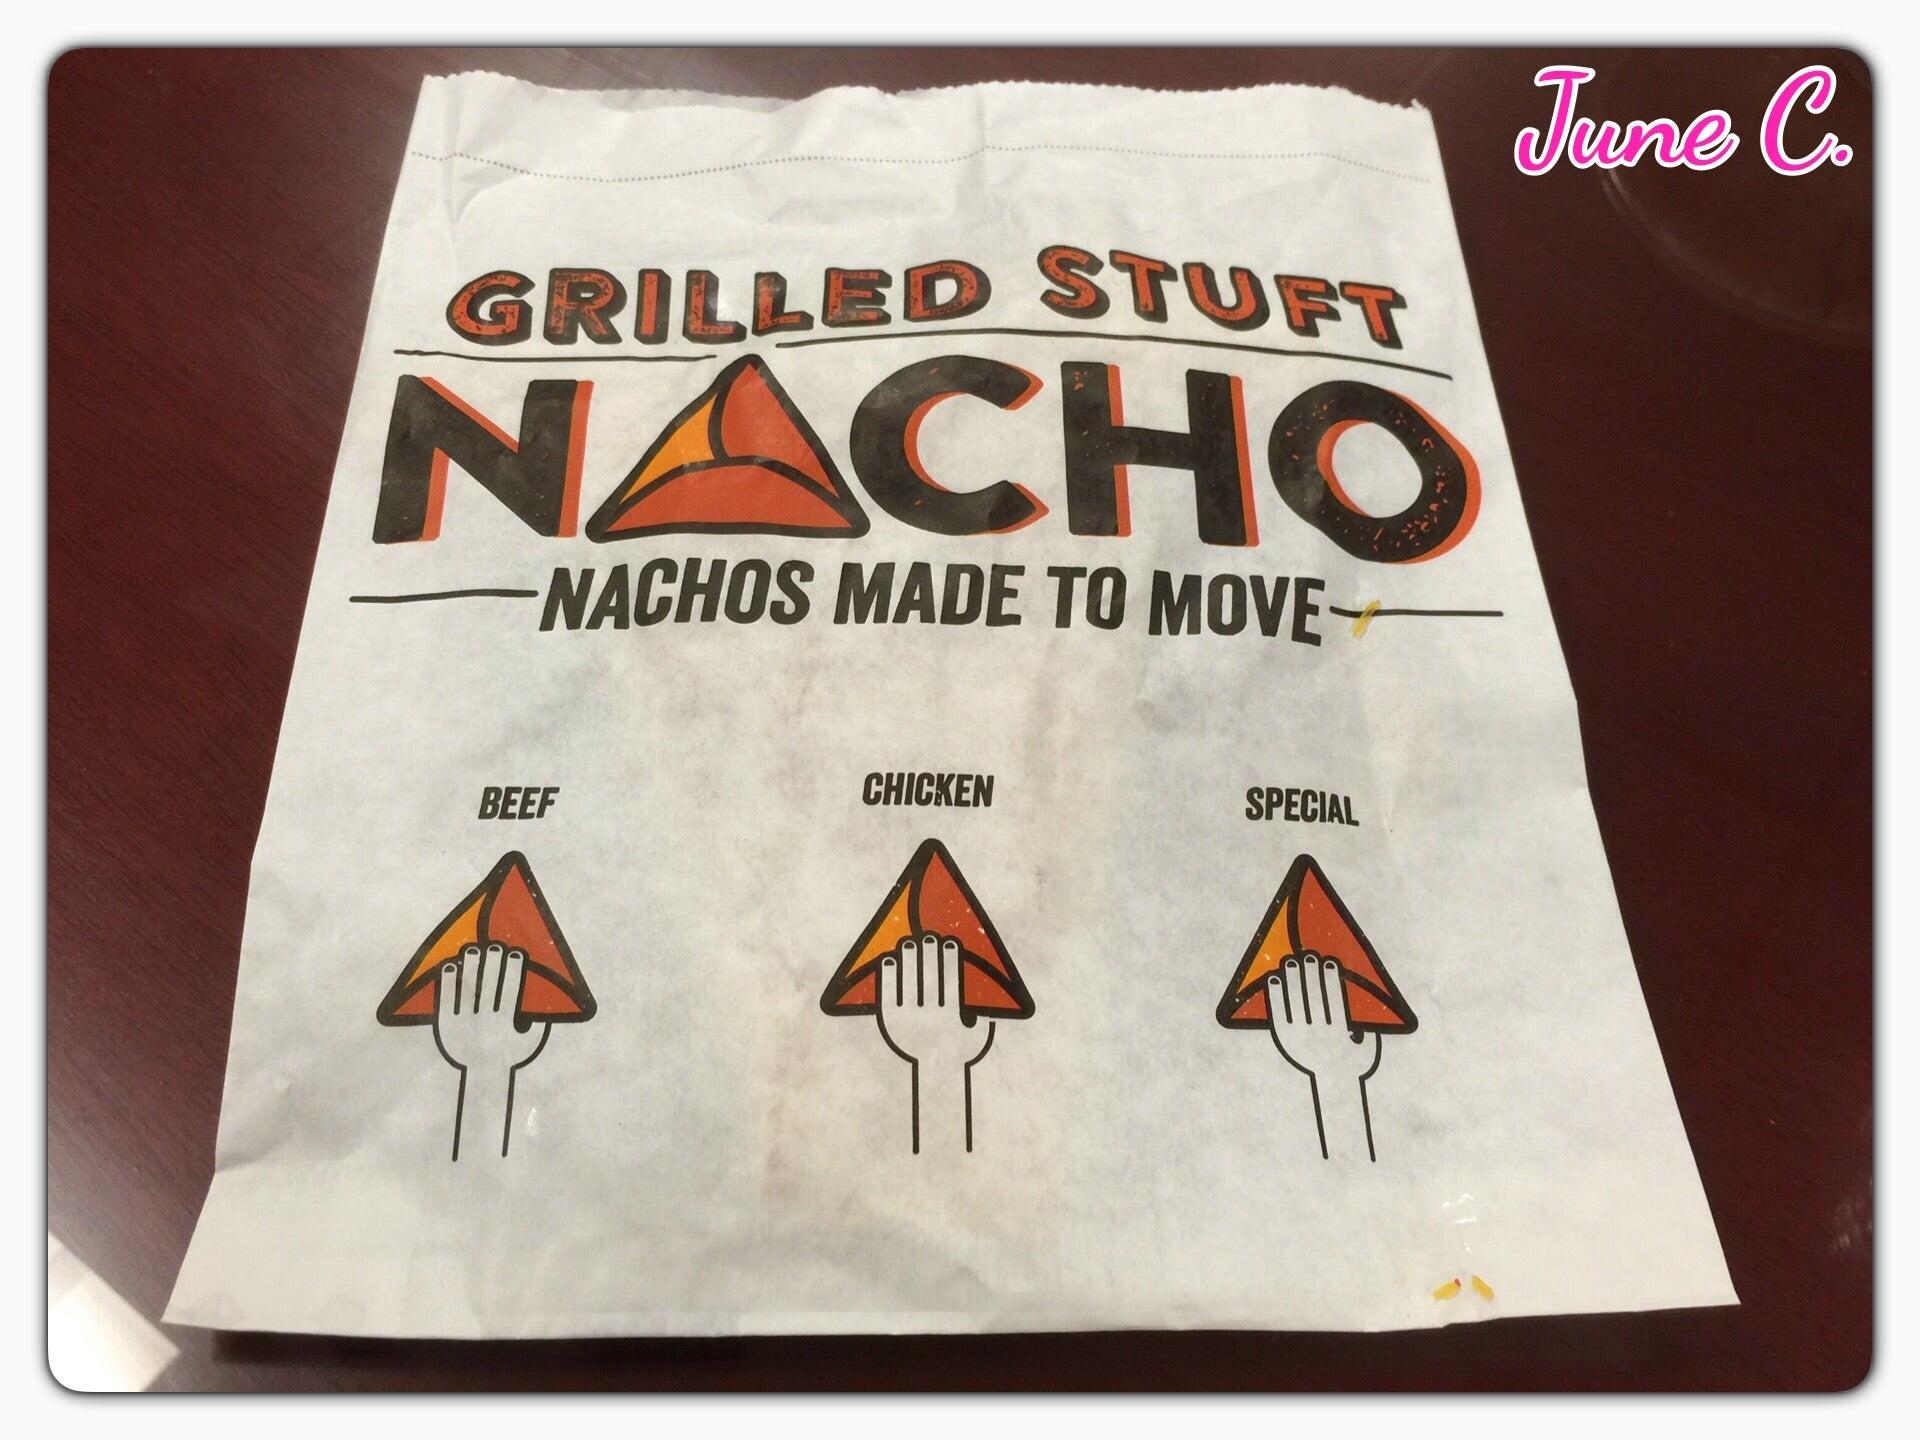 June C.
GRILLED STUFT
NACHO
NACHOS MADE TO MOVE
BEEF
CHICKEN
SPECIAL